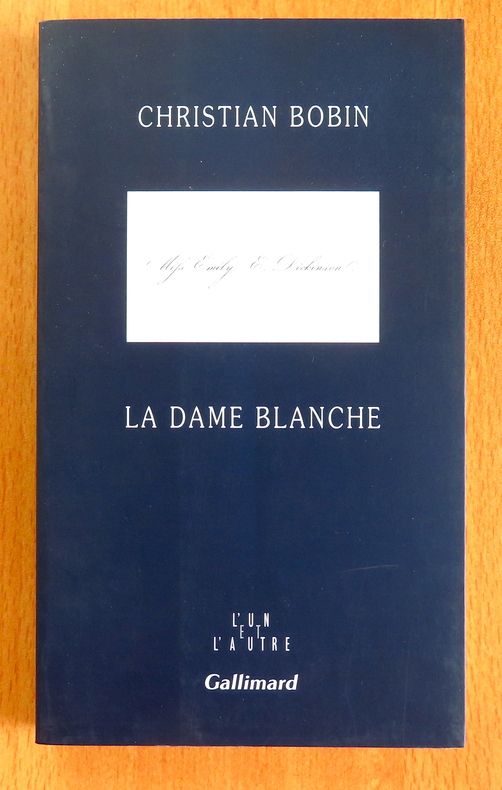 CHRISTIAN BOBIN
Miss Emily E. Dickinson.
LA DAME BLANCHE
L'UN
ET
L'AUTRE
Gallimard